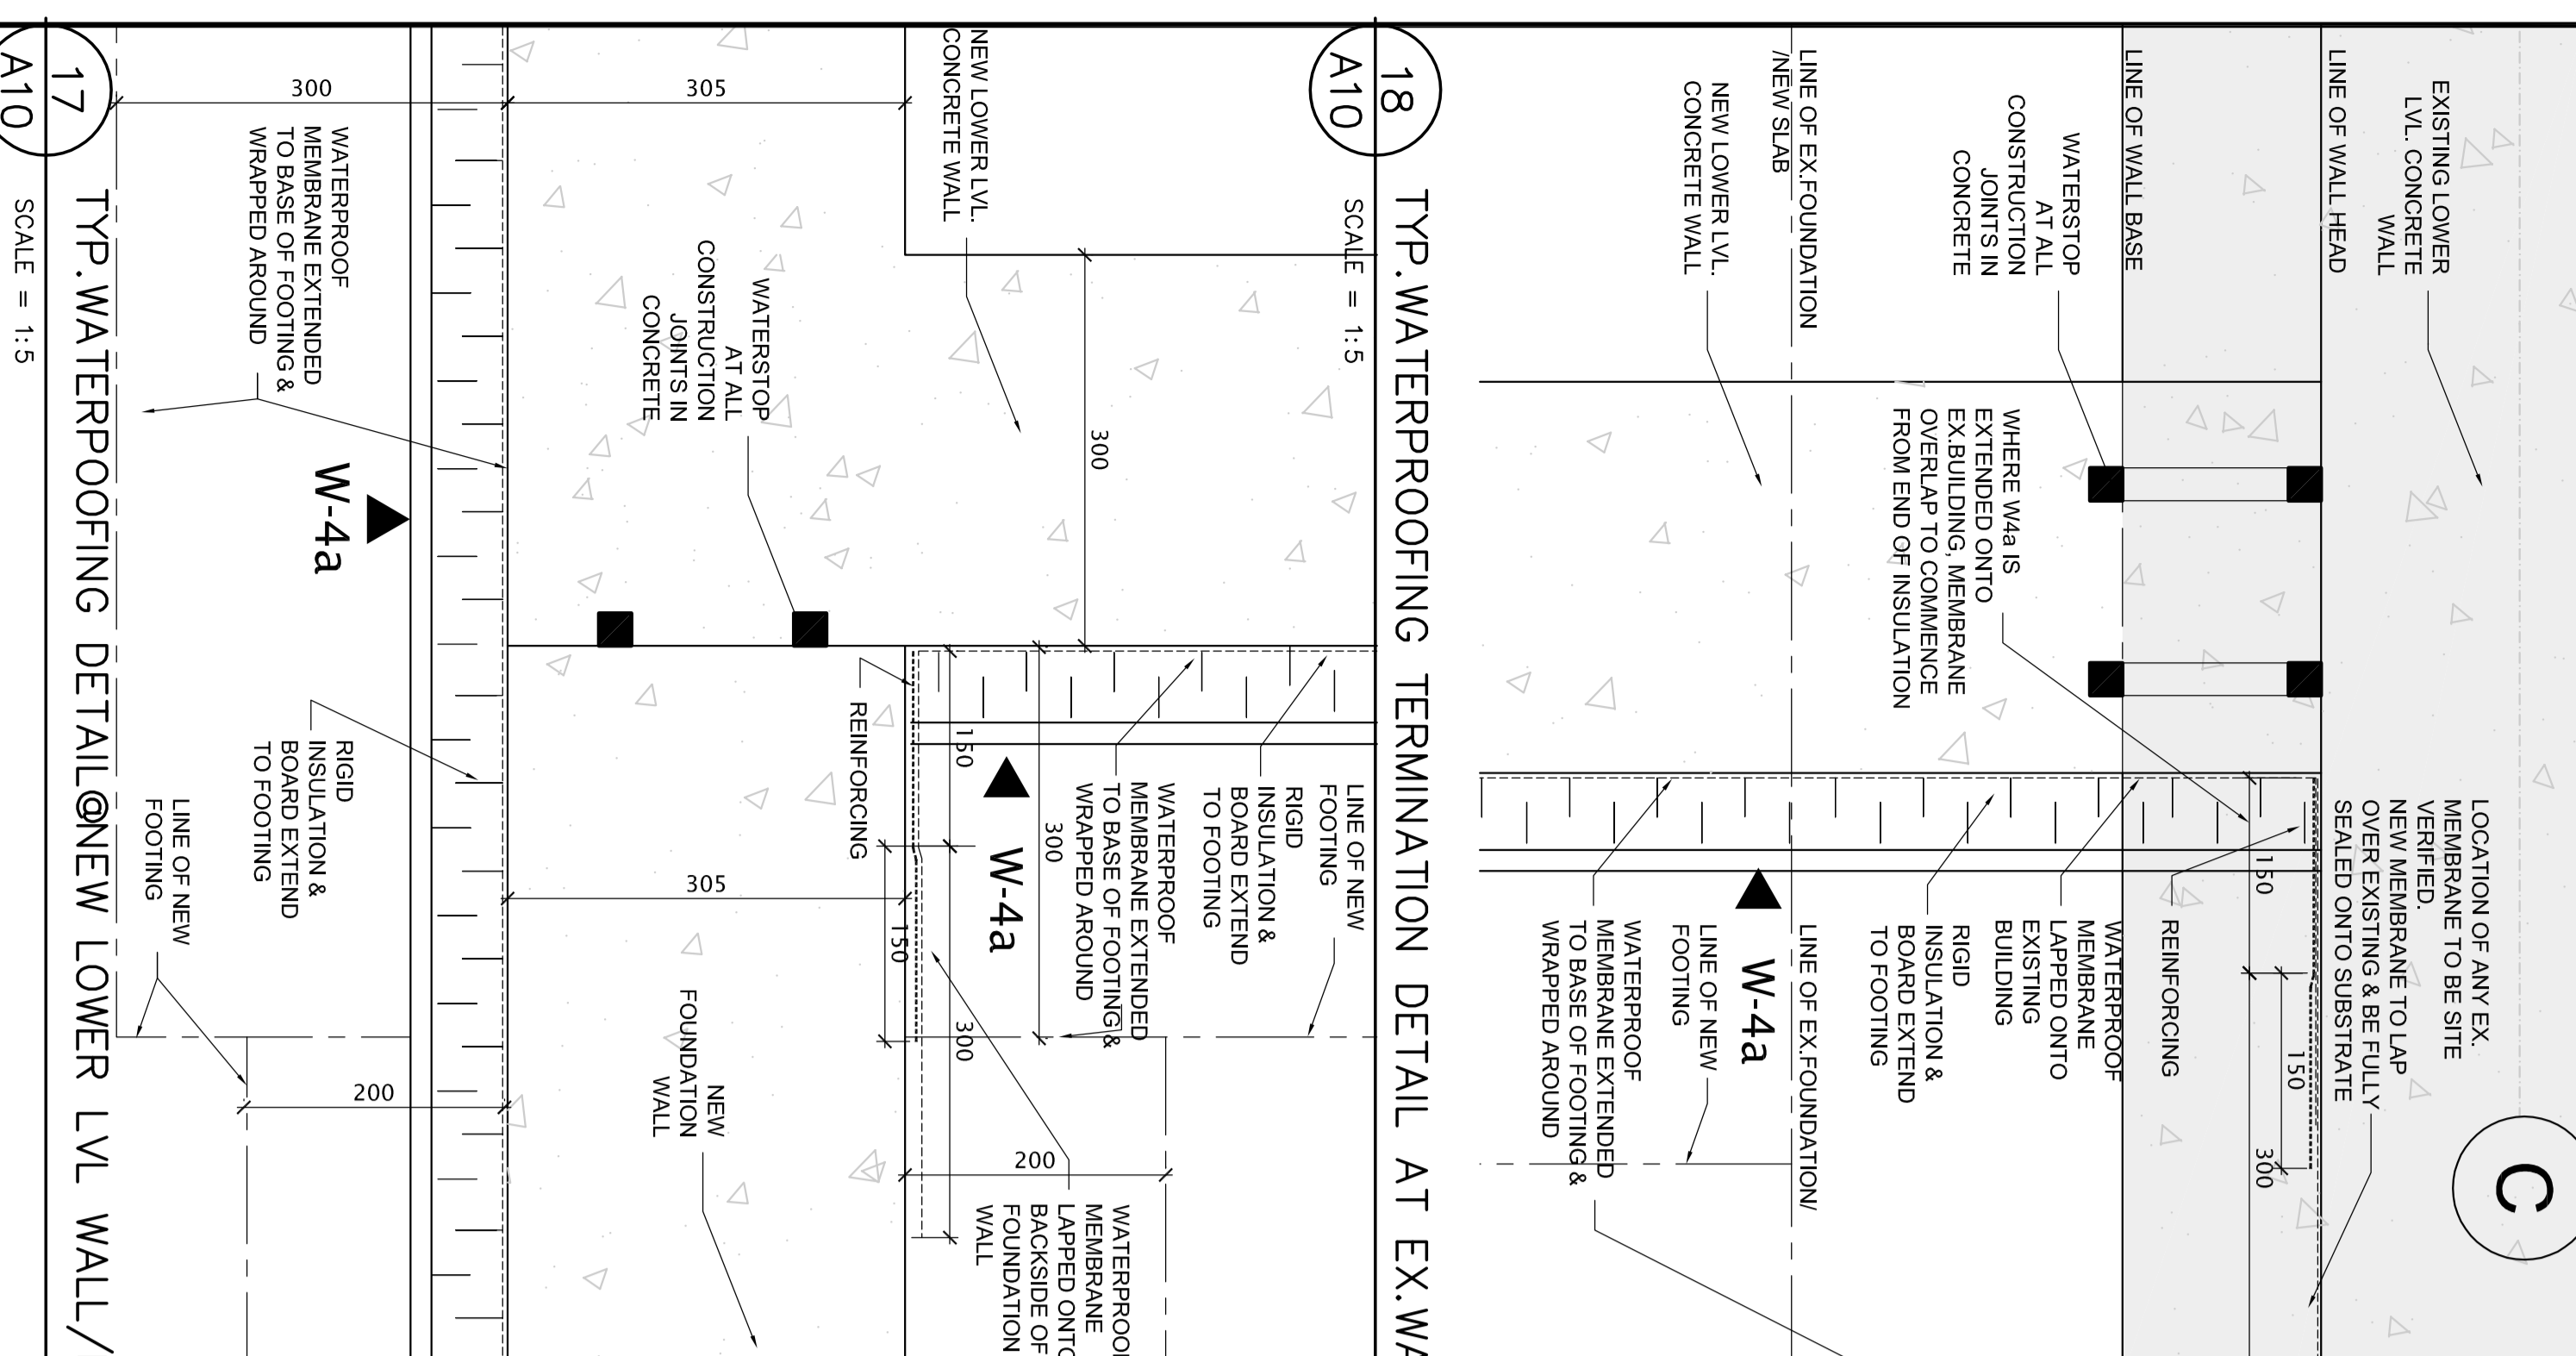 EXISTING LOWER
LVL. CONCRETE
WALL
LINE OF WALL HEAD
LINE OF WALL BASE
WATERSTOP
AT ALL
CONSTRUCTION
JOINTS IN
CONCRETE
LINE OF EX.FOUNDATION
/NEW SLAB
NEW LOWER LVL.
CONCRETE WALL
WHERE W4a IS
EXTENDED ONTO
EX.BUILDING, MEMBRANE
OVERLAP TO COMMENCE
FROM END OF INSULATION
LOCATION OF ANY EX.
MEMBRANE TO BE SITE
VERIFIED.
NEW MEMBRANE TO LAP
OVER EXISTING & BE FULLY
SEALED ONTO SUBSTRATE
C
150
150
300
REINFORCING
WATERPROOF
MEMBRANE
LAPPED ONTO
EXISTING
BUILDING
RIGID
INSULATION &
BOARD EXTEND
TO FOOTING
LINE OF EX.FOUNDATION/
W-4a
LINE OF NEW
FOOTING
WATERPROOF
MEMBRANE EXTENDED
TO BASE OF FOOTING &
WRAPPED AROUND
18
A10
TYP.WATERPROOFING TERMINATION DETAIL AT EX.WA
SCALE = 1:5
NEW LOWER LVL.
CONCRETE WALL
300
305
300
WATERSTOP
AT ALL
CONSTRUCTION
JOINTS IN
CONCRETE
LINE OF NEW
FOOTING
RIGID
INSULATION &
BOARD EXTEND
TO FOOTING
WATERPROOF
MEMBRANE EXTENDED
TO BASE OF FOOTING &
WRAPPED AROUND
300
W-4a
150
300
REINFORCING
150
305
200
WATERPROOF
MEMBRANE
LAPPED ONTO
BACKSIDE OF
FOUNDATION
WALL
NEW
FOUNDATION
WALL
WATERPROOF
MEMBRANE EXTENDED
TO BASE OF FOOTING &
WRAPPED AROUND
W-4a
RIGID
INSULATION &
BOARD EXTEND
TO FOOTING
LINE OF NEW
FOOTING
200
17
A10
TYP.WATERPOOFING DETAIL@NEW LOWER LVL WALL/
SCALE = 1:5